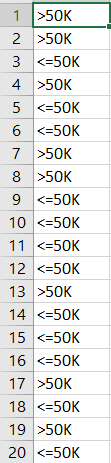 1 >50K
2 >50K
3 <=50K
4 >50K
5 <=50K
6 <=50K
7 >50K
8 >50K
9 <=50K
10 <=50K
11 <=50K
12 <=50K
13 >50K
14 <=50K
15 <=50K
16 <=50K
17 >50K
18 <=50K
19 >50K
20 <=50K